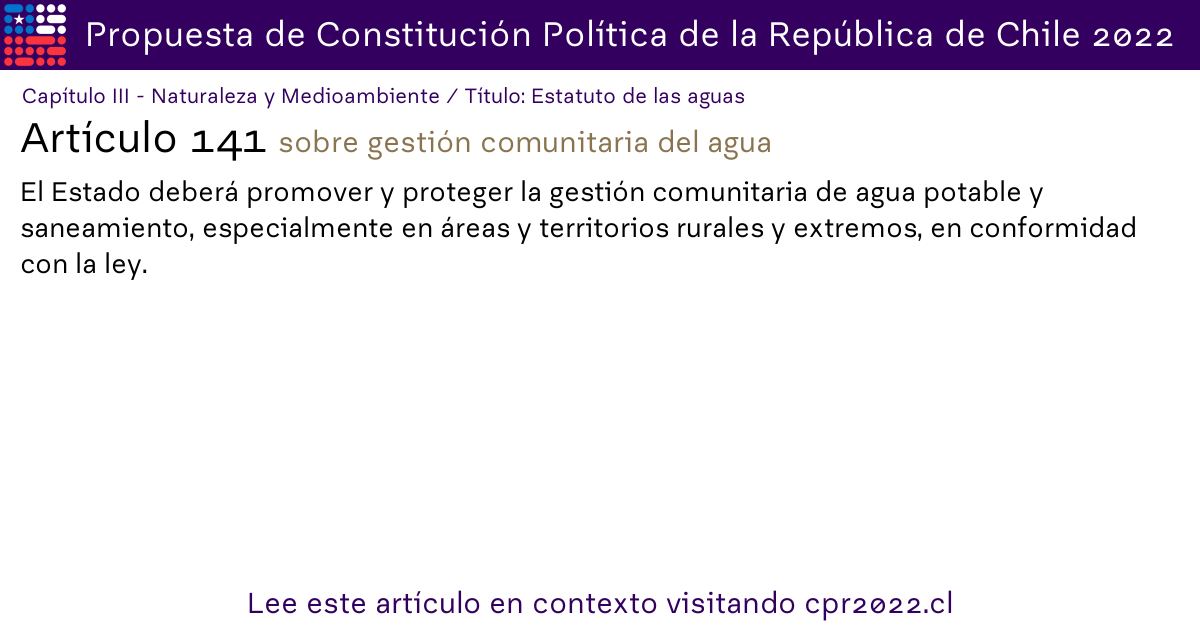 Propuesta de Constitución Política de la República de Chile 2022
Capítulo III - Naturaleza y Medioambiente / Título: Estatuto de las aguas
Artículo 141 sobre gestión comunitaria del agua
El Estado deberá promover y proteger la gestión comunitaria de agua potable y
saneamiento, especialmente en áreas y territorios rurales y extremos, en conformidad
con la ley.
Lee este artículo en contexto visitando cpr2022.cl